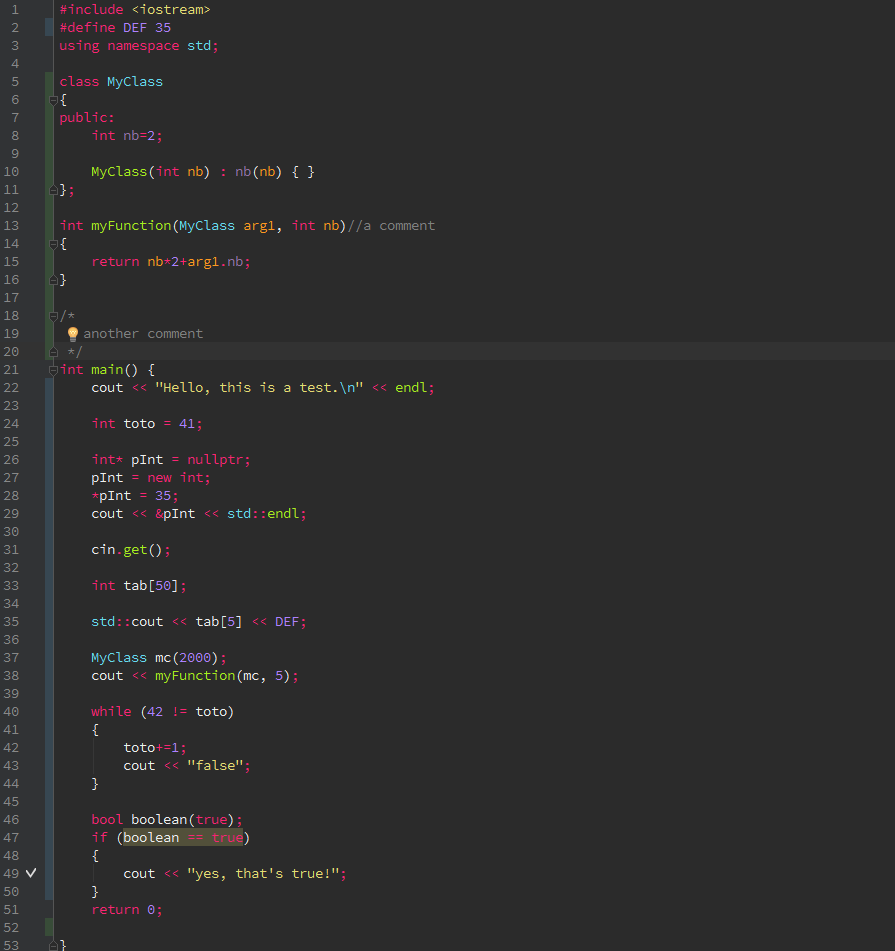 1 #include <iostream>
2 #define DEF 35
3 using namespace std;
4
5 class MyClass
6 {
7 public:
8     int nb=2;
9
10     MyClass(int nb) : nb(nb) { }
11 };
12
13 int myFunction(MyClass arg1, int nb)//a comment
14 {
15     return nb*2+arg1.nb;
16 }
17
18 /*
19    another comment
20  */
21 int main() {
22     cout << "Hello, this is a test.\n" << endl;
23
24     int toto = 41;
25
26     int* pInt = nullptr;
27     pInt = new int;
28     *pInt = 35;
29     cout << &pInt << std::endl;
30
31     cin.get();
32
33     int tab[50];
34
35     std::cout << tab[5] << DEF;
36
37     MyClass mc(2000);
38     cout << myFunction(mc, 5);
39
40     while (42 != toto)
41     {
42         toto+=1;
43         cout << "false";
44     }
45
46     bool boolean(true);
47     if (boolean == true)
48     {
49         cout << "yes, that's true!";
50     }
51     return 0;
52
53 }